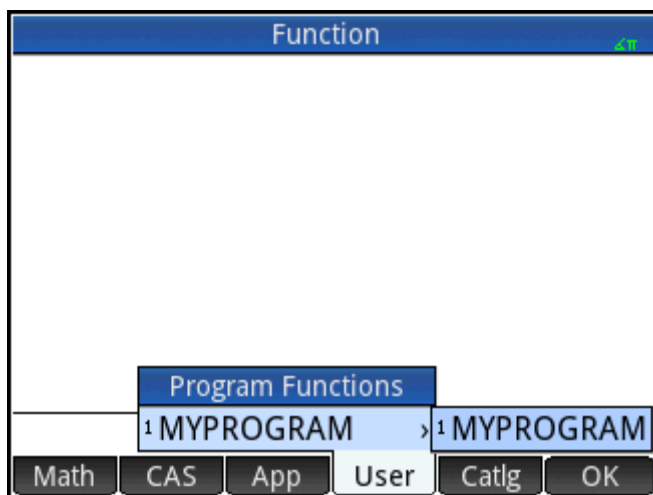 Function
∡π
Program Functions
1 MYPROGRAM › 1 MYPROGRAM
Math CAS App User Catlg OK